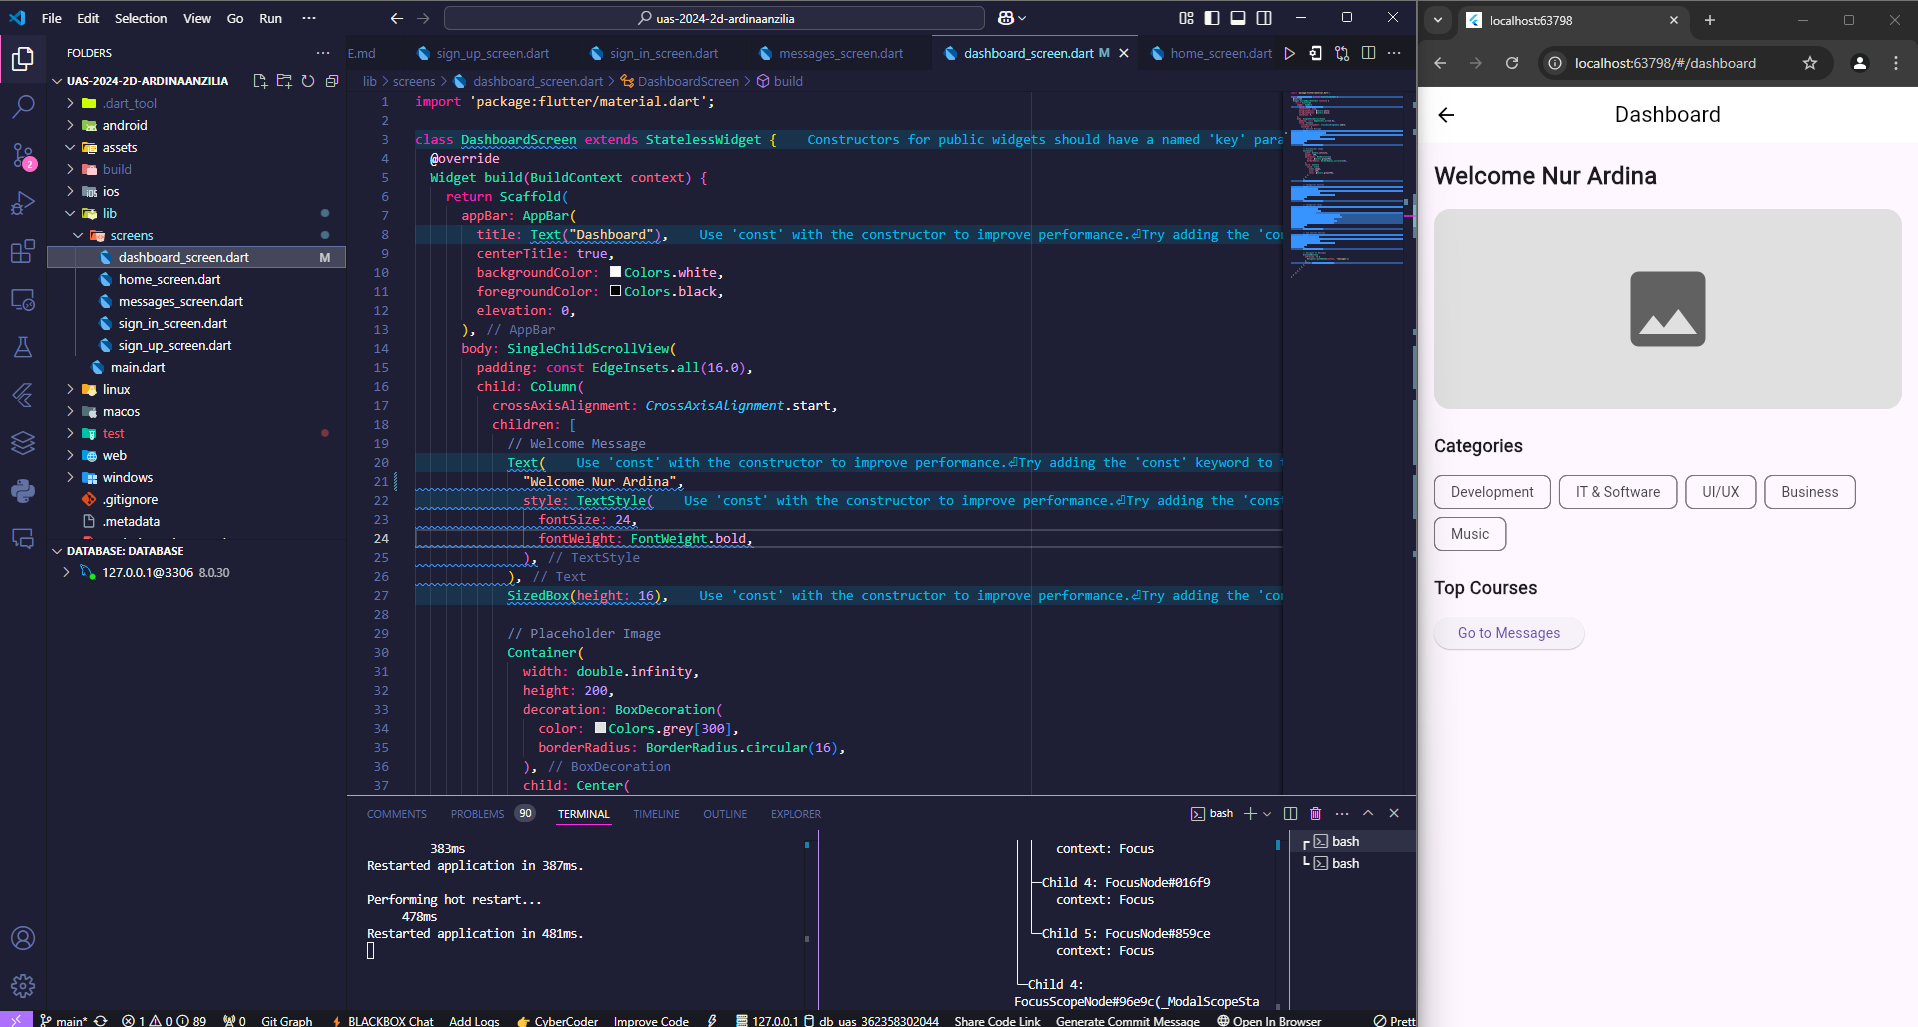 File Edit Selection View Go Run ··· uas-2024-2d-ardinaanzilia
FOLDERS
UAS-2024-2D-ARDINAANZILIA
.dart_tool
android
assets
build
ios
lib
screens
dashboard_screen.dart M
home_screen.dart
messages_screen.dart
sign_in_screen.dart
sign_up_screen.dart
main.dart
linux
macos
test
web
windows
.gitignore
.metadata
DATABASE: DATABASE
127.0.0.1@3306 8.0.30
2
E.md sign_up_screen.dart sign_in_screen.dart messages_screen.dart dashboard_screen.dart M home_screen.dart
lib > screens > dashboard_screen.dart > DashboardScreen > build
1 import 'package:flutter/material.dart';
2
3 class DashboardScreen extends StatelessWidget { Constructors for public widgets should have a named 'key' para
4 @override
5 Widget build(BuildContext context) {
6 return Scaffold(
7 appBar: AppBar(
8 title: Text("Dashboard"), Use 'const' with the constructor to improve performance.⏎Try adding the 'co
9 centerTitle: true,
10 backgroundColor: Colors.white,
11 foregroundColor: Colors.black,
12 elevation: 0,
13 ), // AppBar
14 body: SingleChildScrollView(
15 padding: const EdgeInsets.all(16.0),
16 child: Column(
17 crossAxisAlignment: CrossAxisAlignment.start,
18 children: [
19 // Welcome Message
20 Text( Use 'const' with the constructor to improve performance.⏎Try adding the 'const' keyword to
21 "Welcome Nur Ardina",
22 style: TextStyle( Use 'const' with the constructor to improve performance.⏎Try adding the 'cons
23 fontSize: 24,
24 fontWeight: FontWeight.bold,
25 ), // TextStyle
26 ), // Text
27 SizedBox(height: 16), Use 'const' with the constructor to improve performance.⏎Try adding the 'co
28
29 // Placeholder Image
30 Container(
31 width: double.infinity,
32 height: 200,
33 decoration: BoxDecoration(
34 color: Colors.grey[300],
35 borderRadius: BorderRadius.circular(16),
36 ), // BoxDecoration
37 child: Center(
COMMENTS PROBLEMS 90 TERMINAL TIMELINE OUTLINE EXPLORER bash
383ms
Restarted application in 387ms.
Performing hot restart...
478ms
Restarted application in 481ms.
context: Focus
Child 4: FocusNode#016f9
context: Focus
Child 5: FocusNode#859ce
context: Focus
Child 4:
FocusScopeNode#96e9c(_ModalScopeSta
bash
bash
main* 1 0 89 0 Git Graph BLACKBOX Chat Add Logs CyberCoder Improve Code 127.0.0.1 db_uas_362358302044 Share Code Link Generate Commit Message Open In Browser Prett
localhost:63798
localhost:63798/#/dashboard
Dashboard
Welcome Nur Ardina
Categories
Development IT & Software UI/UX Business
Music
Top Courses
Go to Messages